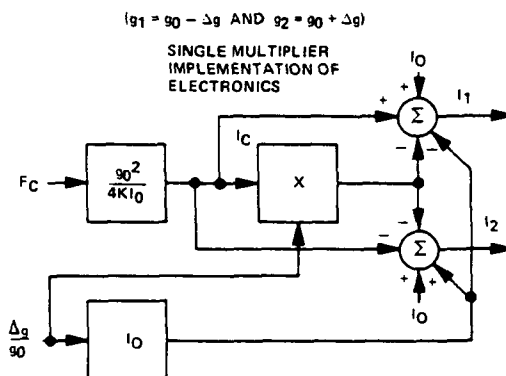 (g1 = g0 − Δg AND g2 = g0 + Δg)
SINGLE MULTIPLIER
IMPLEMENTATION OF
ELECTRONICS
I0
+
+
Σ
I1
−
−
IC
FC
g0²
4KI0
X
−
−
Σ
I2
+
+
I0
Δg
g0
I0